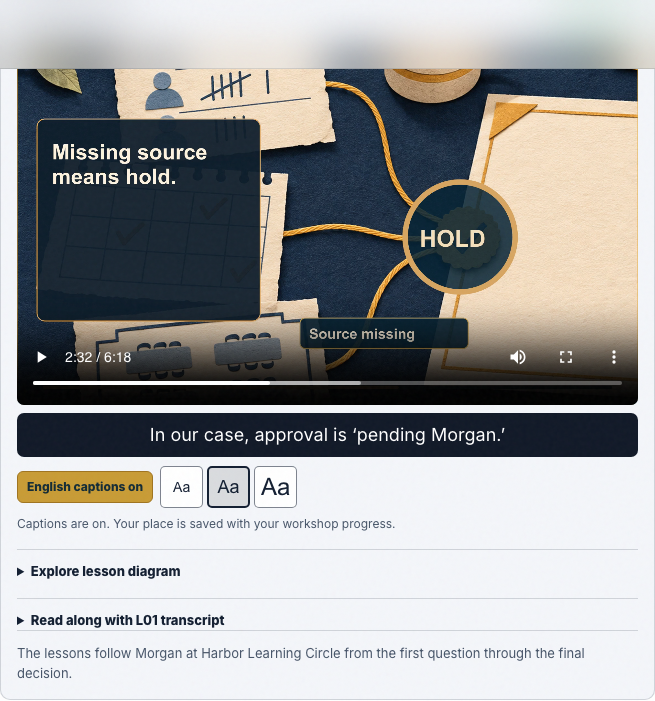 Missing source
means hold.
HOLD
Source missing
2:32 / 6:18
In our case, approval is ‘pending Morgan.’
English captions on
Aa
Aa
Aa
Captions are on. Your place is saved with your workshop progress.
Explore lesson diagram
Read along with L01 transcript
The lessons follow Morgan at Harbor Learning Circle from the first question through the final
decision.